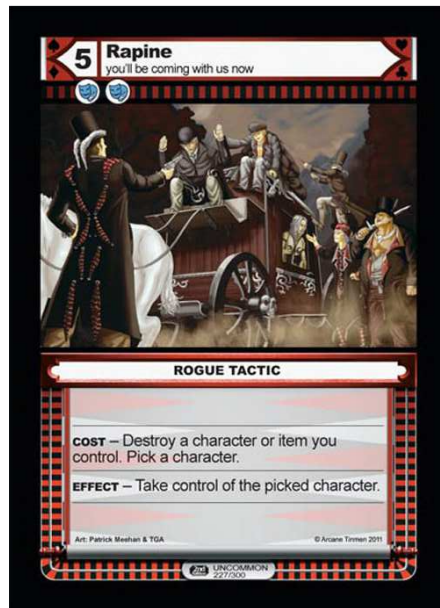 5
Rapine
you'll be coming with us now
ROGUE TACTIC
COST – Destroy a character or item you
control. Pick a character.
EFFECT – Take control of the picked character.
Art: Patrick Meehan & TGA
© Arcane Tinmen 2011
2nd
UNCOMMON
227/300